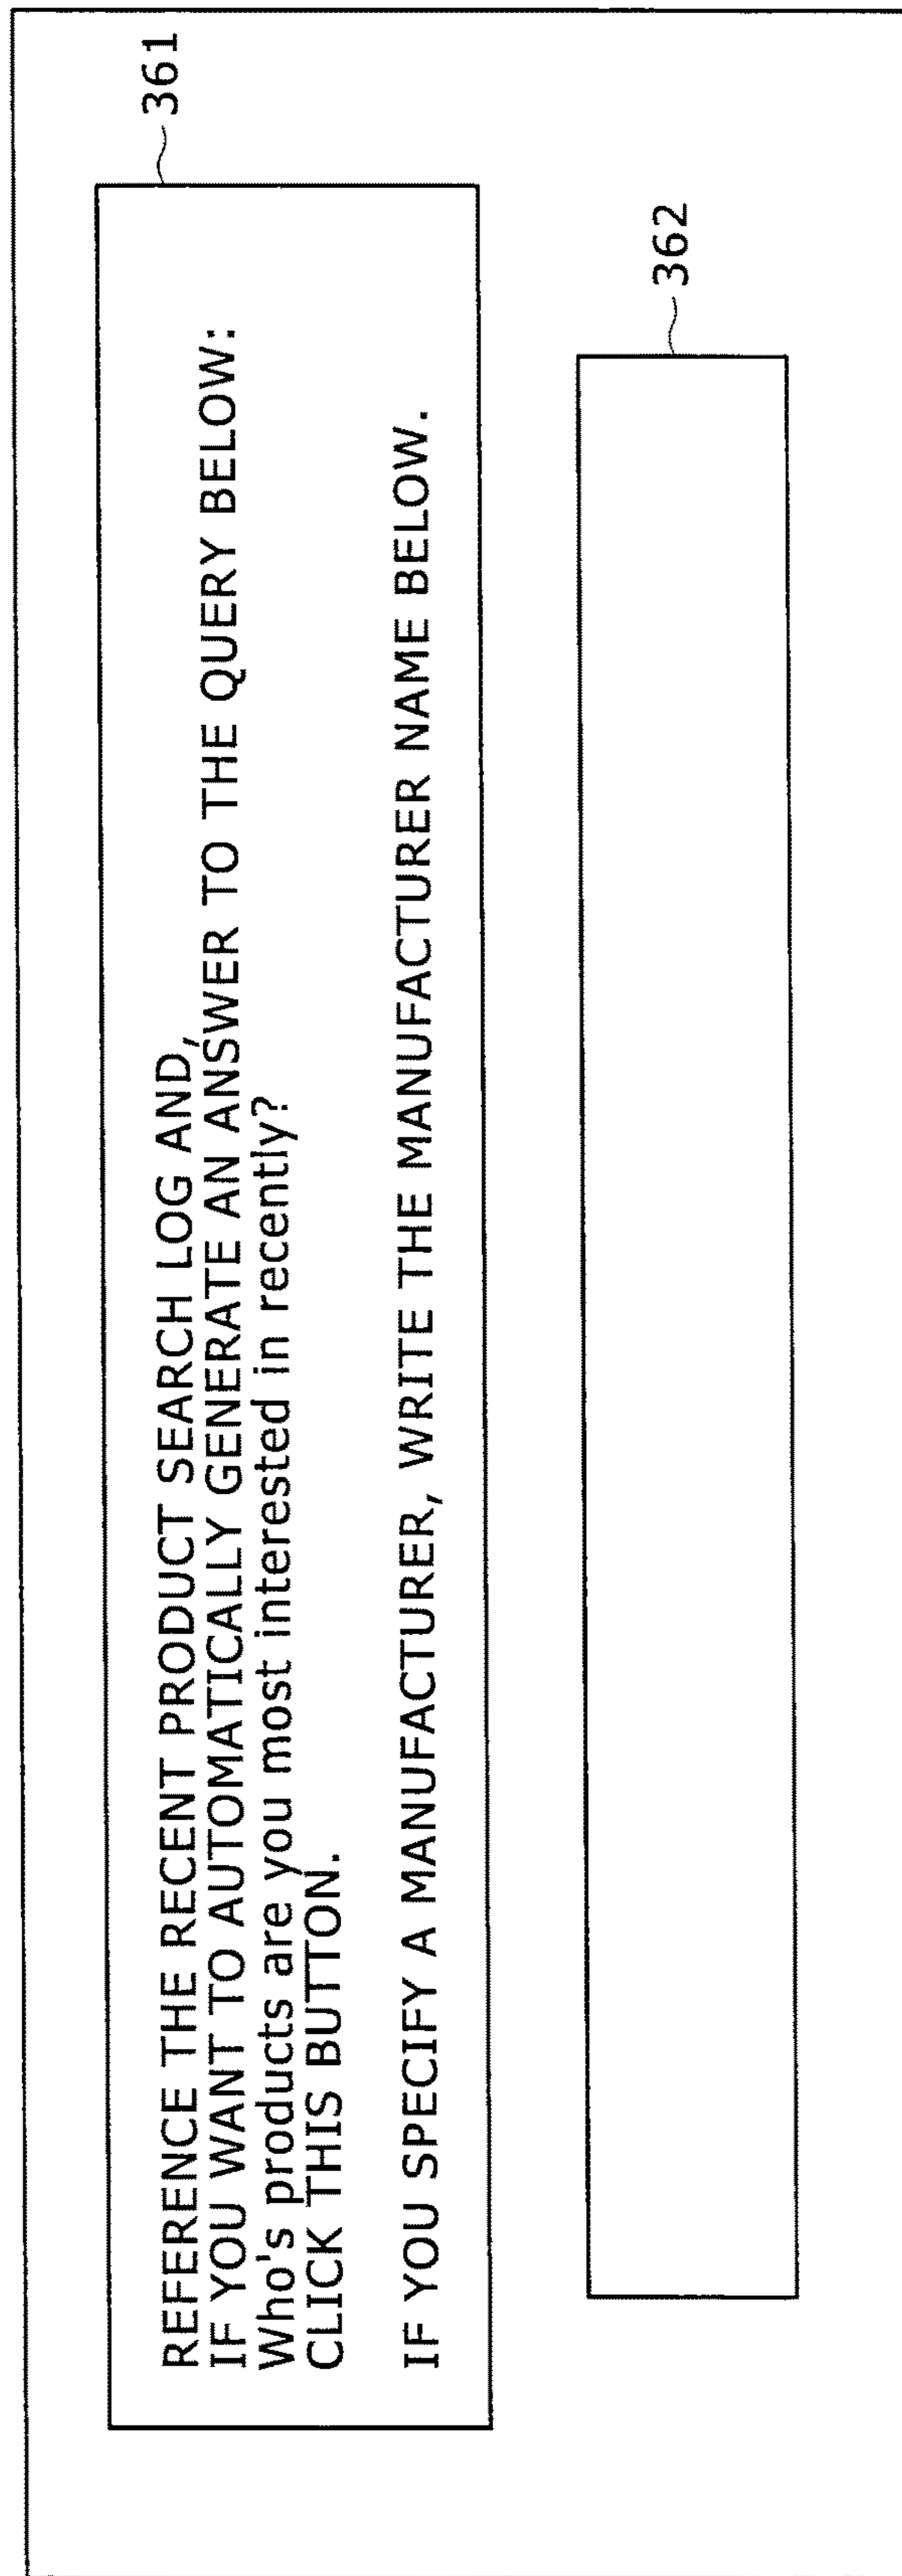 361
REFERENCE THE RECENT PRODUCT SEARCH LOG AND,
IF YOU WANT TO AUTOMATICALLY GENERATE AN ANSWER TO THE QUERY BELOW:
Who's products are you most interested in recently?
CLICK THIS BUTTON.
IF YOU SPECIFY A MANUFACTURER, WRITE THE MANUFACTURER NAME BELOW.
362